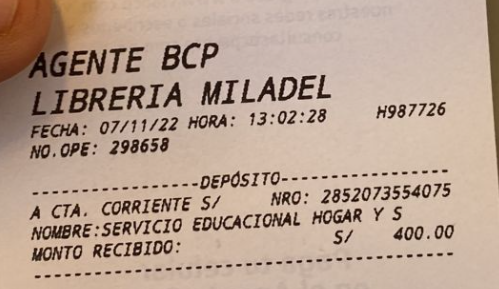 AGENTE BCP
LIBRERIA MILADEL
FECHA: 07/11/22 HORA: 13:02:28 H987726
NO.OPE: 298658
-----------------DEPÓSITO-----------------
A CTA. CORRIENTE S/ NRO: 2852073554075
NOMBRE:SERVICIO EDUCACIONAL HOGAR Y S
MONTO RECIBIDO: S/ 400.00
------------------------------------------